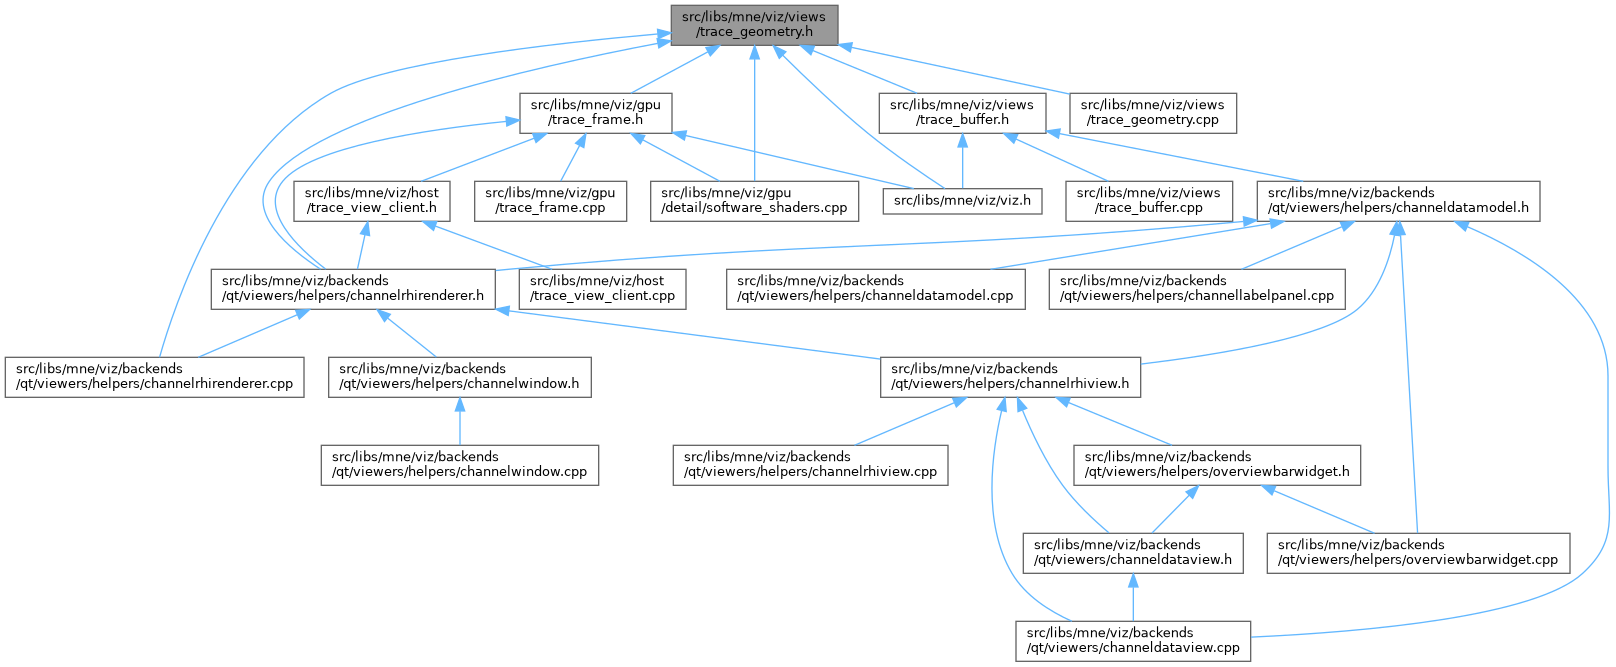 src/libs/mne/viz/views
/trace_geometry.h
src/libs/mne/viz/gpu
/trace_frame.h
src/libs/mne/viz/views
/trace_buffer.h
src/libs/mne/viz/views
/trace_geometry.cpp
src/libs/mne/viz/host
/trace_view_client.h
src/libs/mne/viz/gpu
/trace_frame.cpp
src/libs/mne/viz/gpu
/detail/software_shaders.cpp
src/libs/mne/viz/viz.h
src/libs/mne/viz/views
/trace_buffer.cpp
src/libs/mne/viz/backends
/qt/viewers/helpers/channeldatamodel.h
src/libs/mne/viz/backends
/qt/viewers/helpers/channelrhirenderer.h
src/libs/mne/viz/host
/trace_view_client.cpp
src/libs/mne/viz/backends
/qt/viewers/helpers/channeldatamodel.cpp
src/libs/mne/viz/backends
/qt/viewers/helpers/channellabelpanel.cpp
src/libs/mne/viz/backends
/qt/viewers/helpers/channelrhirenderer.cpp
src/libs/mne/viz/backends
/qt/viewers/helpers/channelwindow.h
src/libs/mne/viz/backends
/qt/viewers/helpers/channelrhiview.h
src/libs/mne/viz/backends
/qt/viewers/helpers/channelwindow.cpp
src/libs/mne/viz/backends
/qt/viewers/helpers/channelrhiview.cpp
src/libs/mne/viz/backends
/qt/viewers/helpers/overviewbarwidget.h
src/libs/mne/viz/backends
/qt/viewers/channeldataview.h
src/libs/mne/viz/backends
/qt/viewers/helpers/overviewbarwidget.cpp
src/libs/mne/viz/backends
/qt/viewers/channeldataview.cpp